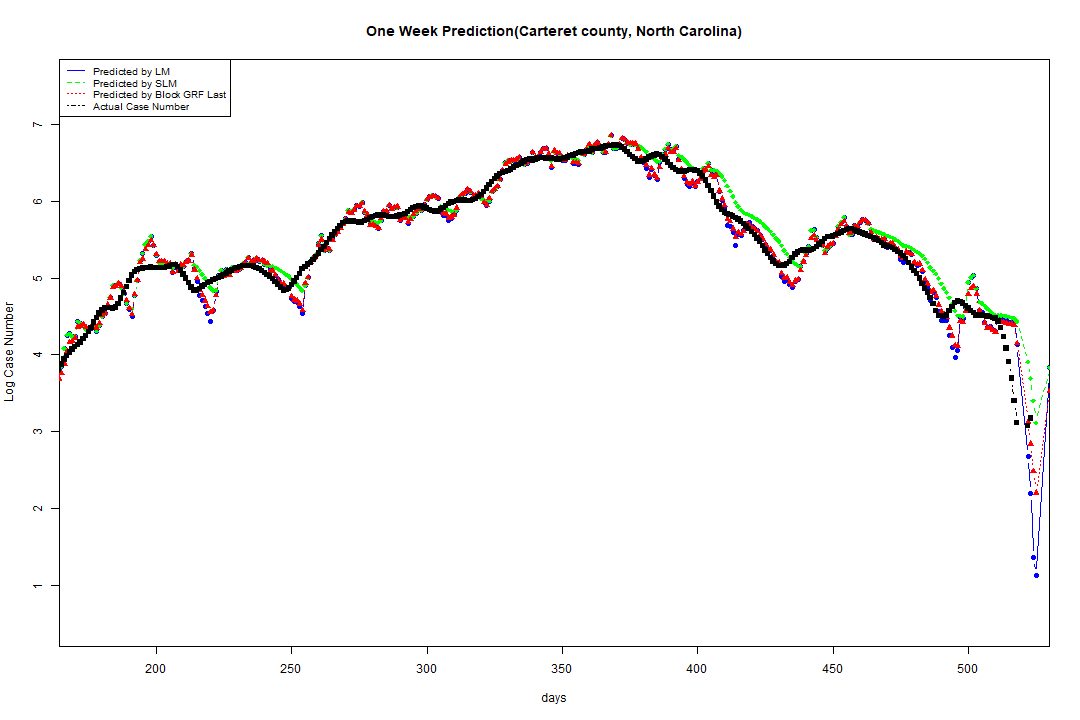 One Week Prediction(Carteret county, North Carolina)
Predicted by LM
Predicted by SLM
Predicted by Block GRF Last
Actual Case Number
Log Case Number
7
6
5
4
3
2
1
200 250 300 350 400 450 500
days